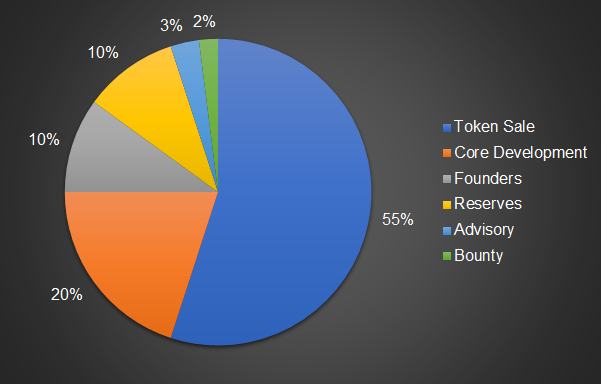 2%
3%
10%
10%
20%
55%
Token Sale
Core Development
Founders
Reserves
Advisory
Bounty